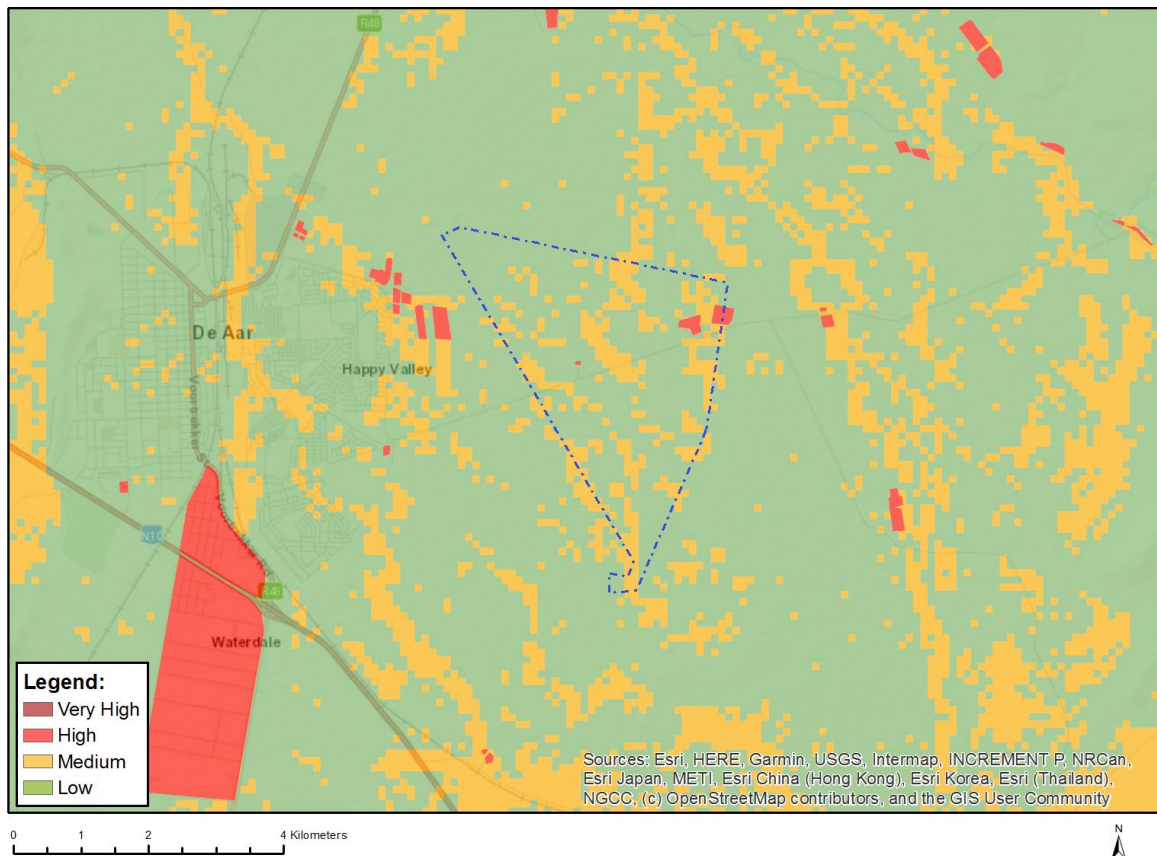 R48
De Aar
Happy Valley
Voortrekker S
Voortrekker Rd
N10
R48
Waterdale
Legend:
Very High
High
Medium
Low
Sources: Esri, HERE, Garmin, USGS, Intermap, INCREMENT P, NRCan,
Esri Japan, METI, Esri China (Hong Kong), Esri Korea, Esri (Thailand),
NGCC, (c) OpenStreetMap contributors, and the GIS User Community
0 1 2 4 Kilometers
N